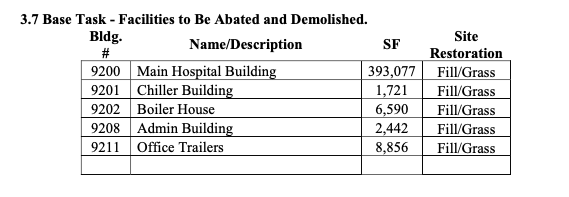 3.7 Base Task - Facilities to Be Abated and Demolished.
Bldg. # Name/Description SF Site Restoration
9200 Main Hospital Building 393,077 Fill/Grass
9201 Chiller Building 1,721 Fill/Grass
9202 Boiler House 6,590 Fill/Grass
9208 Admin Building 2,442 Fill/Grass
9211 Office Trailers 8,856 Fill/Grass